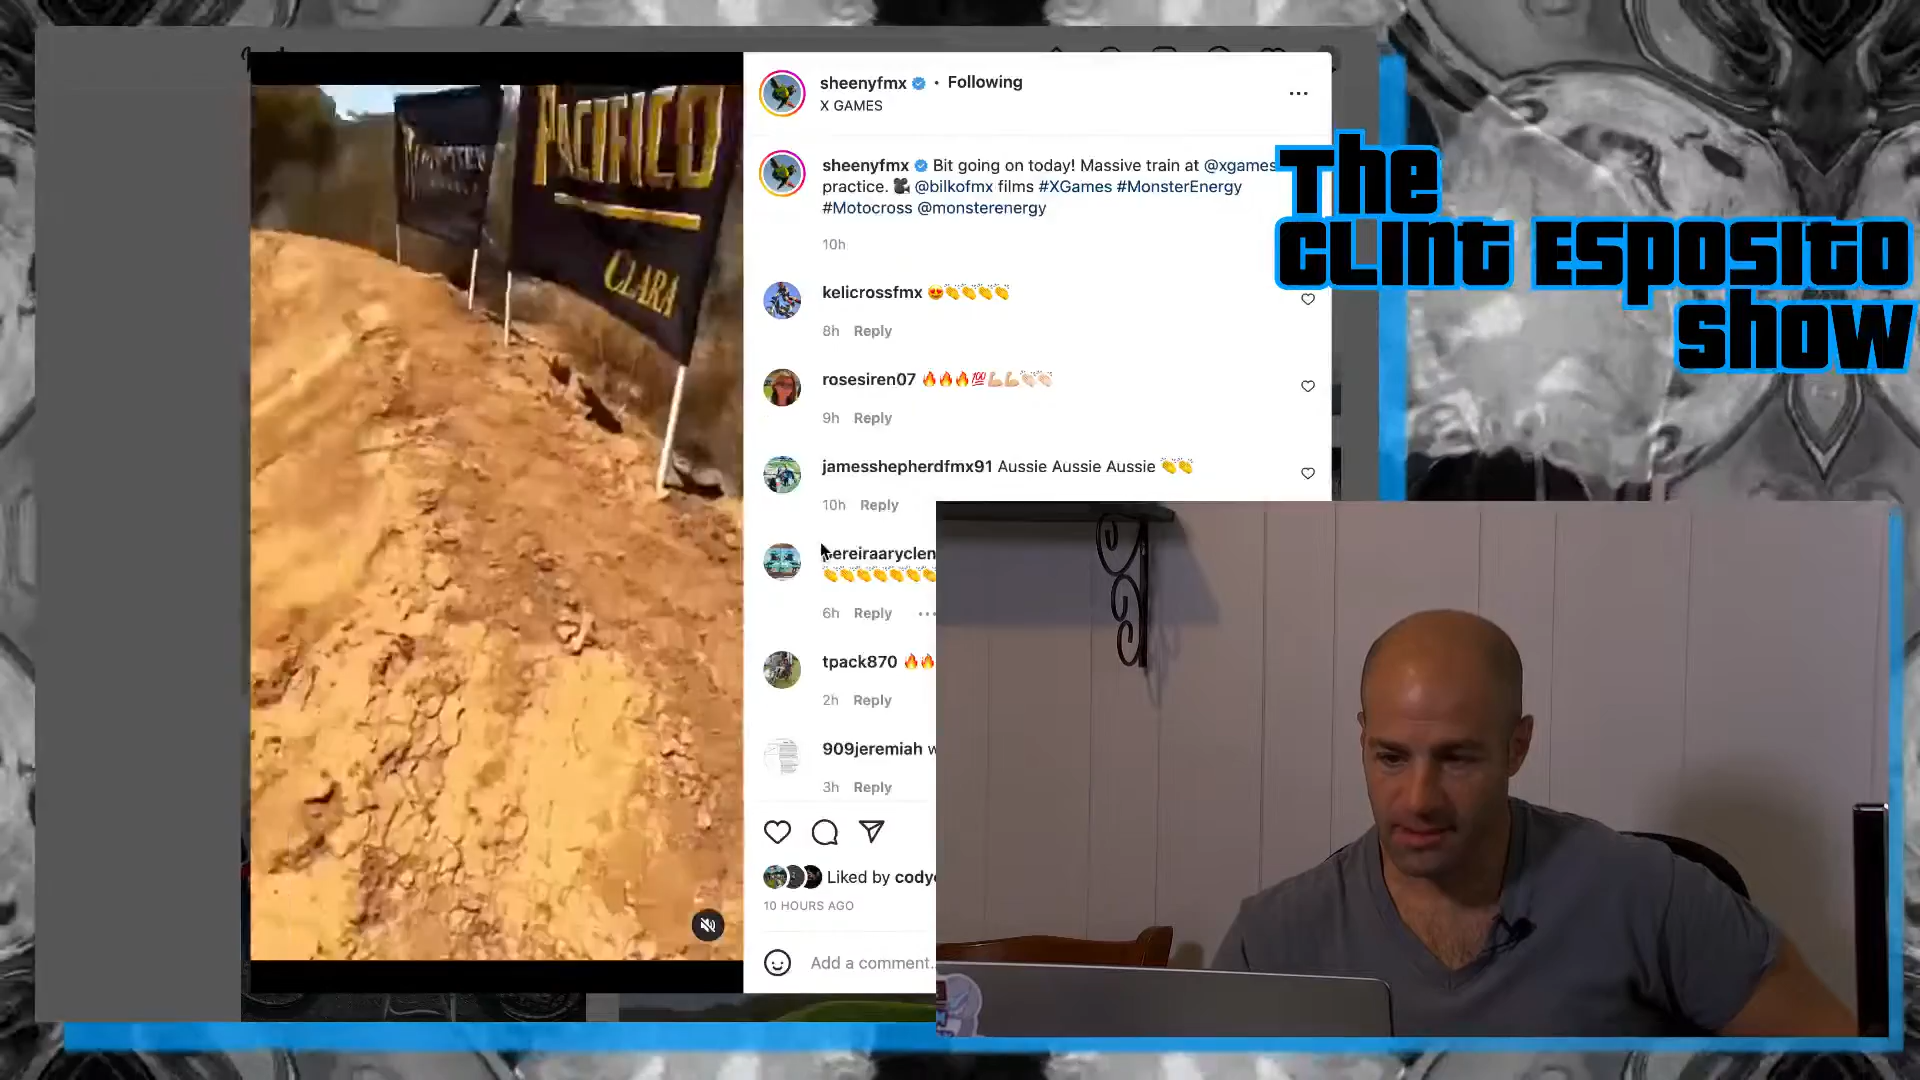 sheenyfmx • Following
X GAMES
sheenyfmx Bit going on today! Massive train at @xgames
practice. 🎥 @bilkofmx films #XGames #MonsterEnergy
#Motocross @monsterenergy
10h
kelicrossfmx 😍👏👏👏👏
8h Reply
rosesiren07 🔥🔥🔥💯💪🏼💪🏼👏🏻👏🏻
9h Reply
jamesshepherdfmx91 Aussie Aussie Aussie 👏👏
10h Reply
ereiraaryclen
👏👏👏👏👏👏👏
6h Reply ...
tpack870 🔥🔥
2h Reply
909jeremiah w
3h Reply
Liked by codyc
10 HOURS AGO
Add a comment...
PACIFICO
CLARA
The
CLINT ESPOSITO
SHOW